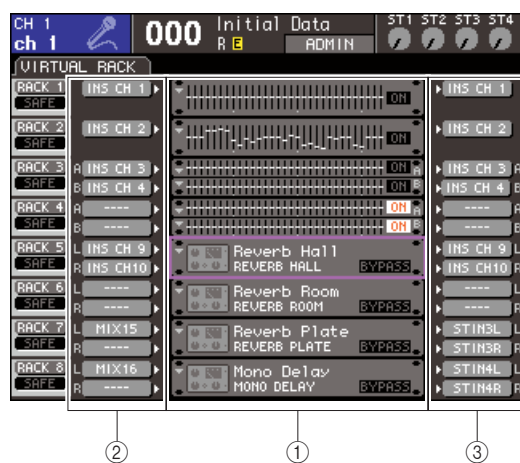 CH 1
ch 1
000
Initial Data
R E ADMIN
ST1 ST2 ST3 ST4
VIRTUAL RACK
RACK 1 SAFE INS CH 1 ON INS CH 1
RACK 2 SAFE INS CH 2 ON INS CH 2
RACK 3 SAFE A INS CH 3 ON A INS CH 3 A
B INS CH 4 ON B INS CH 4 B
RACK 4 SAFE A ---- ON A ---- A
B ---- ON B ---- B
RACK 5 SAFE L INS CH 9 Reverb Hall INS CH 9 L
R INS CH10 REVERB HALL BYPASS INS CH10 R
RACK 6 SAFE L ---- Reverb Room ---- L
R ---- REVERB ROOM BYPASS ---- R
RACK 7 SAFE L MIX15 Reverb Plate STIN3L L
R ---- REVERB PLATE BYPASS STIN3R R
RACK 8 SAFE L MIX16 Mono Delay STIN4L L
R ---- MONO DELAY BYPASS STIN4R R
② ① ③